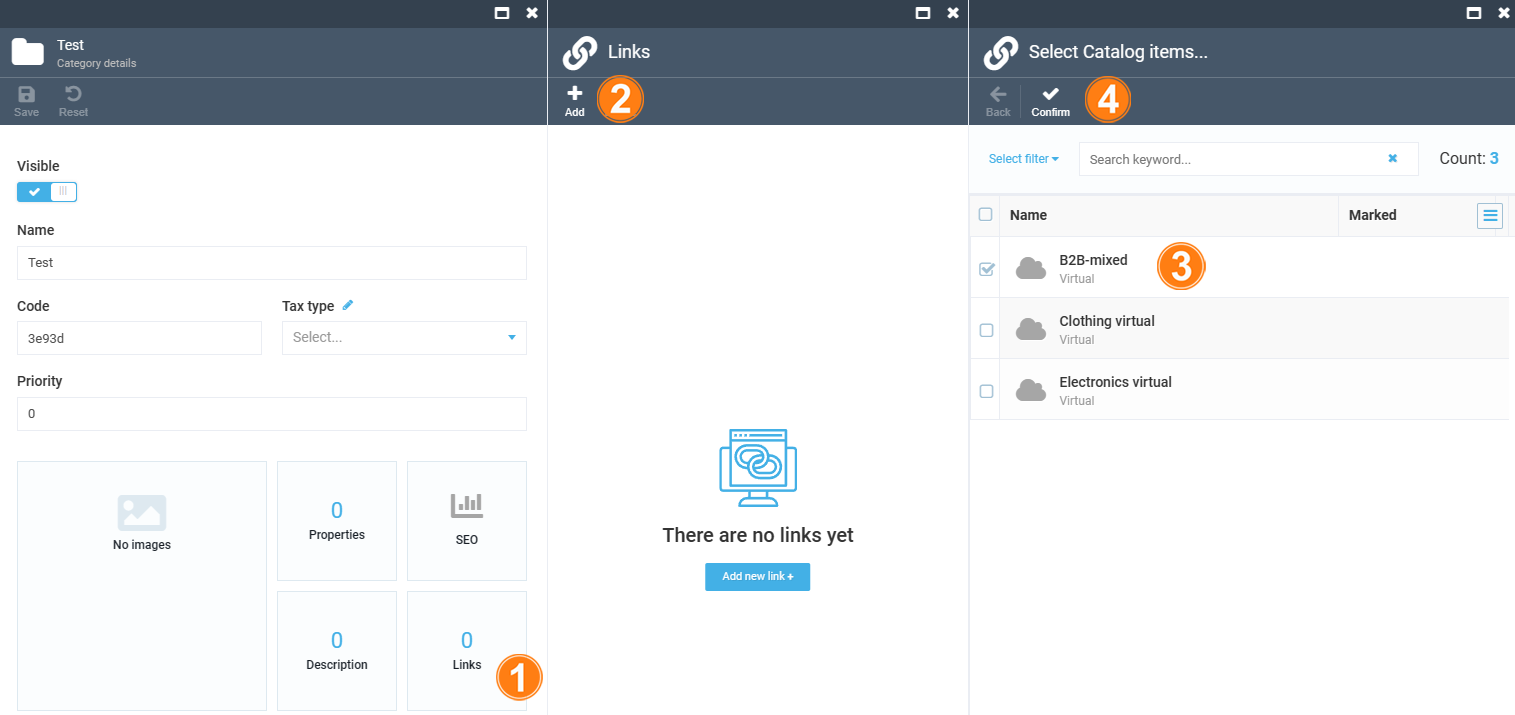 Test
Category details
Save
Reset
Visible
Name
Test
Code
Tax type
3e93d
Select...
Priority
0
No images
0
Properties
SEO
0
Description
0
Links
1
Links
Add
2
There are no links yet
Add new link +
Select Catalog items...
Back
Confirm
4
Select filter
Search keyword...
Count: 3
Name
Marked
B2B-mixed
Virtual
3
Clothing virtual
Virtual
Electronics virtual
Virtual